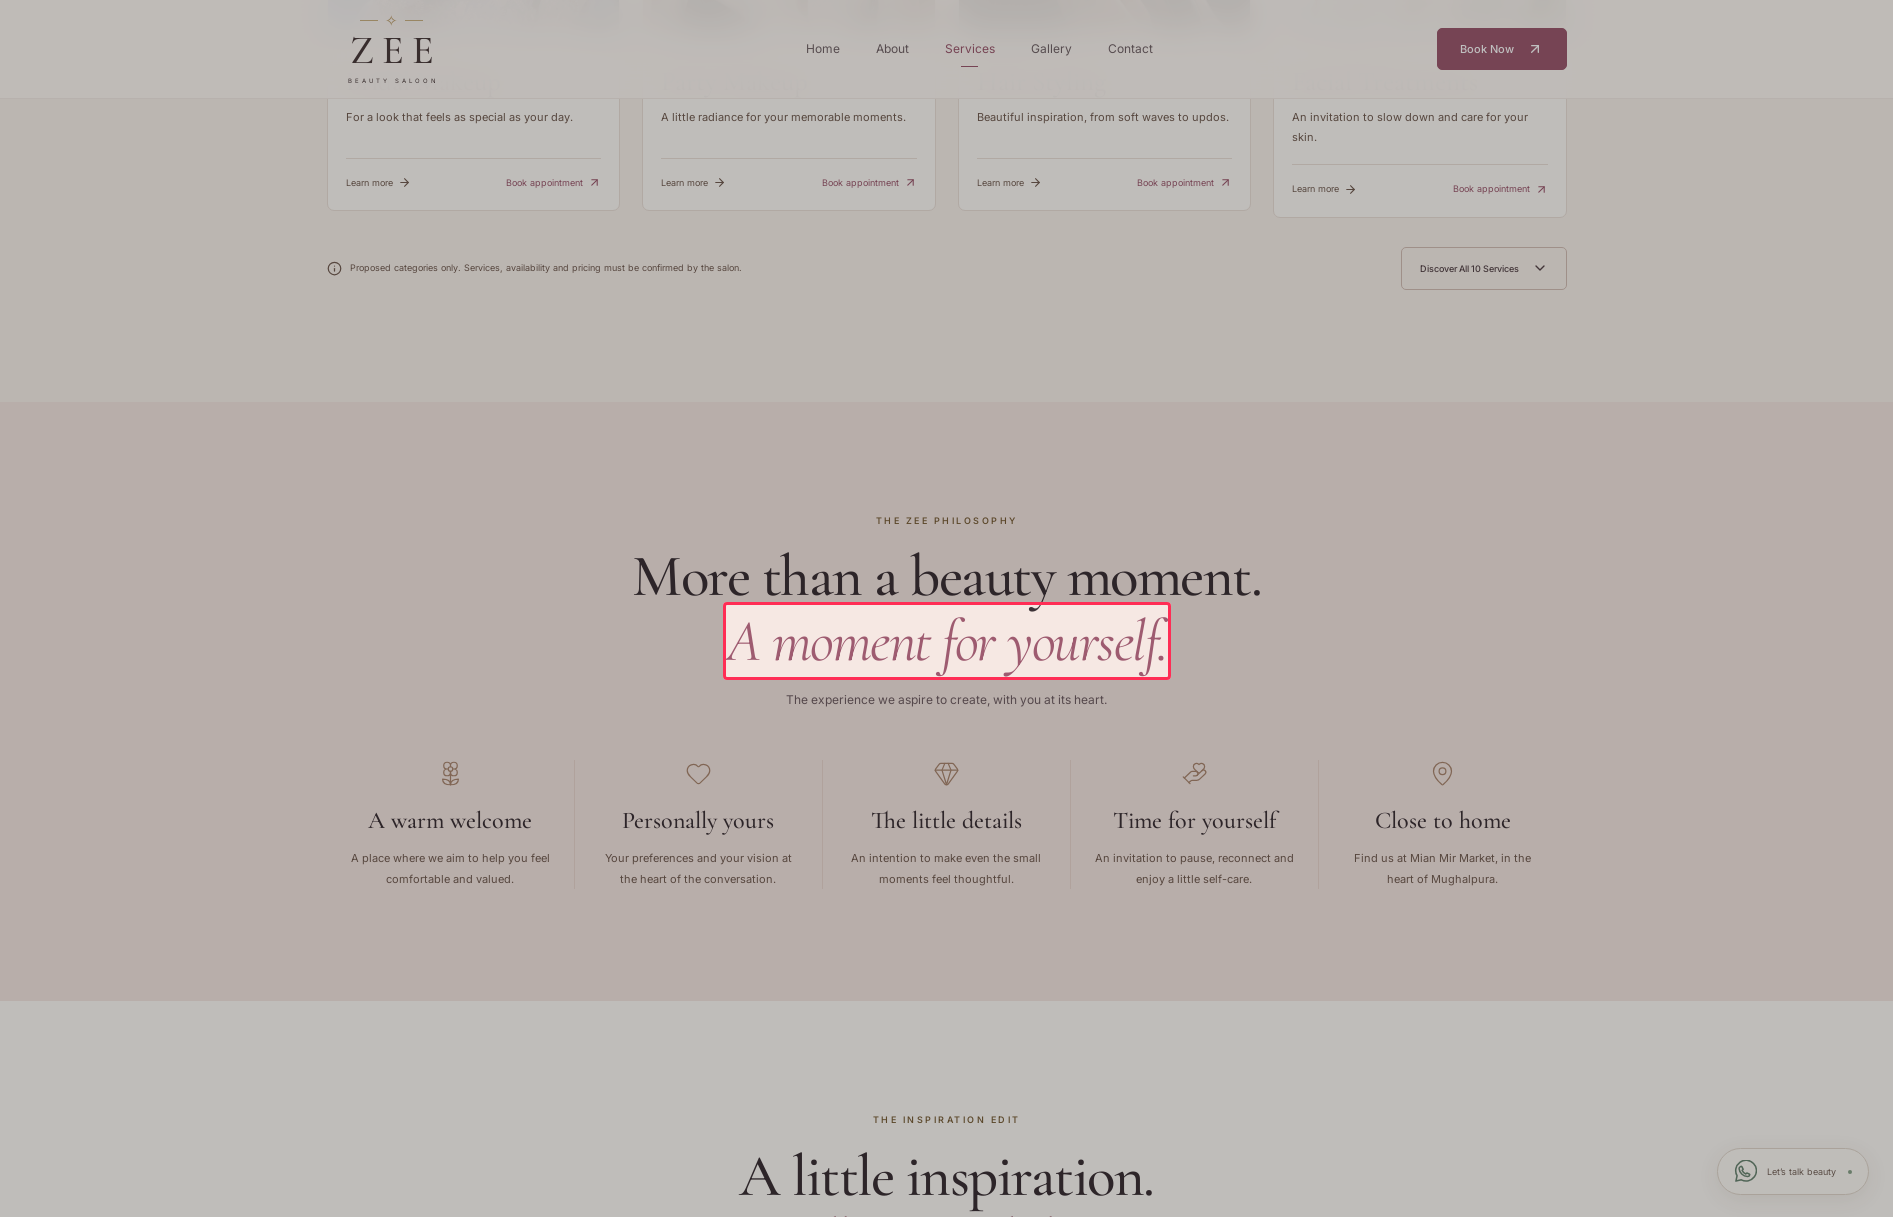 ZEE
BEAUTY SALOON
Home About Services Gallery Contact
Book Now
For a look that feels as special as your day.
Learn more Book appointment
A little radiance for your memorable moments.
Learn more Book appointment
Beautiful inspiration, from soft waves to updos.
Learn more Book appointment
An invitation to slow down and care for your
skin.
Learn more Book appointment
Proposed categories only. Services, availability and pricing must be confirmed by the salon.
Discover All 10 Services
THE ZEE PHILOSOPHY
More than a beauty moment.
A moment for yourself.
The experience we aspire to create, with you at its heart.
A warm welcome
A place where we aim to help you feel
comfortable and valued.
Personally yours
Your preferences and your vision at
the heart of the conversation.
The little details
An intention to make even the small
moments feel thoughtful.
Time for yourself
An invitation to pause, reconnect and
enjoy a little self-care.
Close to home
Find us at Mian Mir Market, in the
heart of Mughalpura.
THE INSPIRATION EDIT
A little inspiration.
Let's talk beauty